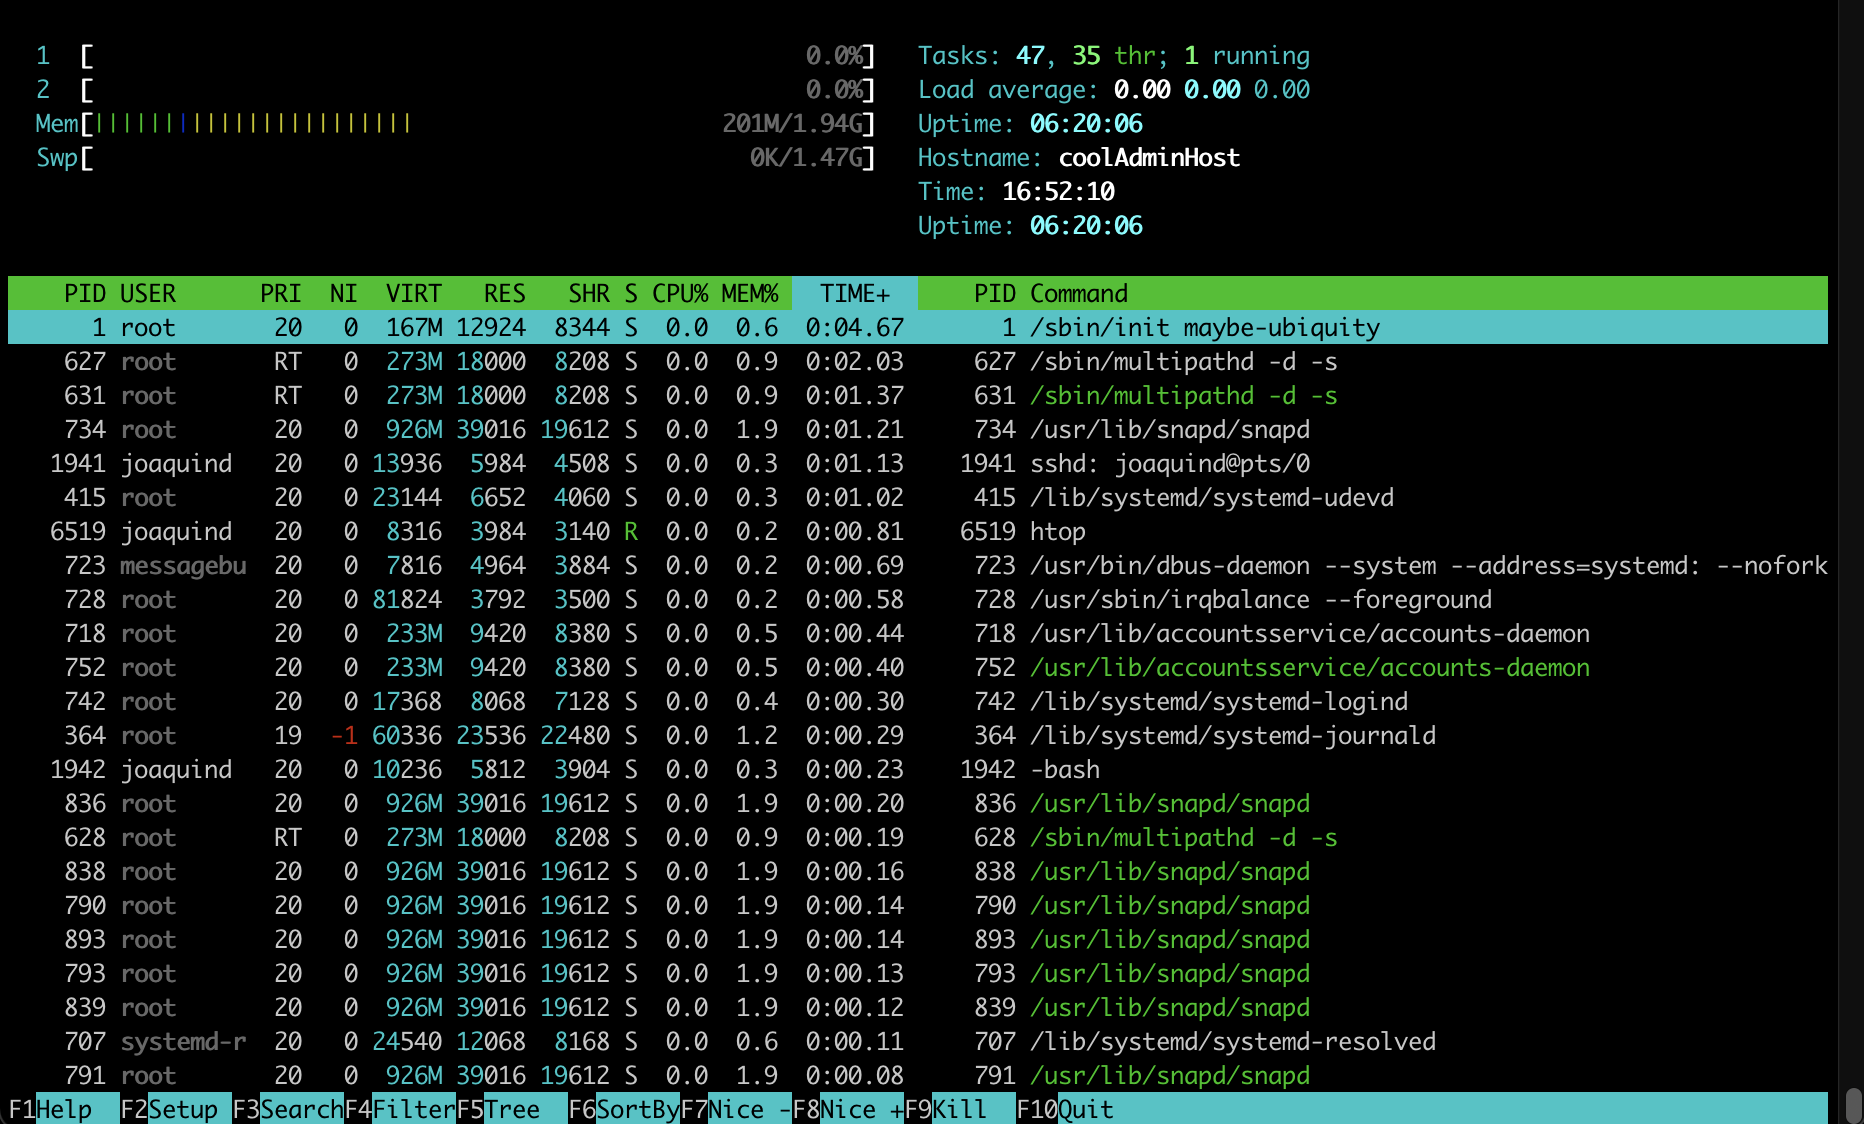 1 [ 0.0%] Tasks: 47, 35 thr; 1 running
2 [ 0.0%] Load average: 0.00 0.00 0.00
Mem[|||||||||||||||||||||||201M/1.94G] Uptime: 06:20:06
Swp[ 0K/1.47G] Hostname: coolAdminHost
Time: 16:52:10
Uptime: 06:20:06
PID USER PRI NI VIRT RES SHR S CPU% MEM% TIME+ PID Command
1 root 20 0 167M 12924 8344 S 0.0 0.6 0:04.67 1 /sbin/init maybe-ubiquity
627 root RT 0 273M 18000 8208 S 0.0 0.9 0:02.03 627 /sbin/multipathd -d -s
631 root RT 0 273M 18000 8208 S 0.0 0.9 0:01.37 631 /sbin/multipathd -d -s
734 root 20 0 926M 39016 19612 S 0.0 1.9 0:01.21 734 /usr/lib/snapd/snapd
1941 joaquind 20 0 13936 5984 4508 S 0.0 0.3 0:01.13 1941 sshd: joaquind@pts/0
415 root 20 0 23144 6652 4060 S 0.0 0.3 0:01.02 415 /lib/systemd/systemd-udevd
6519 joaquind 20 0 8316 3984 3140 R 0.0 0.2 0:00.81 6519 htop
723 messagebu 20 0 7816 4964 3884 S 0.0 0.2 0:00.69 723 /usr/bin/dbus-daemon --system --address=systemd: --nofork
728 root 20 0 81824 3792 3500 S 0.0 0.2 0:00.58 728 /usr/sbin/irqbalance --foreground
718 root 20 0 233M 9420 8380 S 0.0 0.5 0:00.44 718 /usr/lib/accountsservice/accounts-daemon
752 root 20 0 233M 9420 8380 S 0.0 0.5 0:00.40 752 /usr/lib/accountsservice/accounts-daemon
742 root 20 0 17368 8068 7128 S 0.0 0.4 0:00.30 742 /lib/systemd/systemd-logind
364 root 19 -1 60336 23536 22480 S 0.0 1.2 0:00.29 364 /lib/systemd/systemd-journald
1942 joaquind 20 0 10236 5812 3904 S 0.0 0.3 0:00.23 1942 -bash
836 root 20 0 926M 39016 19612 S 0.0 1.9 0:00.20 836 /usr/lib/snapd/snapd
628 root RT 0 273M 18000 8208 S 0.0 0.9 0:00.19 628 /sbin/multipathd -d -s
838 root 20 0 926M 39016 19612 S 0.0 1.9 0:00.16 838 /usr/lib/snapd/snapd
790 root 20 0 926M 39016 19612 S 0.0 1.9 0:00.14 790 /usr/lib/snapd/snapd
893 root 20 0 926M 39016 19612 S 0.0 1.9 0:00.14 893 /usr/lib/snapd/snapd
793 root 20 0 926M 39016 19612 S 0.0 1.9 0:00.13 793 /usr/lib/snapd/snapd
839 root 20 0 926M 39016 19612 S 0.0 1.9 0:00.12 839 /usr/lib/snapd/snapd
707 systemd-r 20 0 24540 12068 8168 S 0.0 0.6 0:00.11 707 /lib/systemd/systemd-resolved
791 root 20 0 926M 39016 19612 S 0.0 1.9 0:00.08 791 /usr/lib/snapd/snapd
F1Help F2Setup F3SearchF4FilterF5Tree F6SortByF7Nice -F8Nice +F9Kill F10Quit